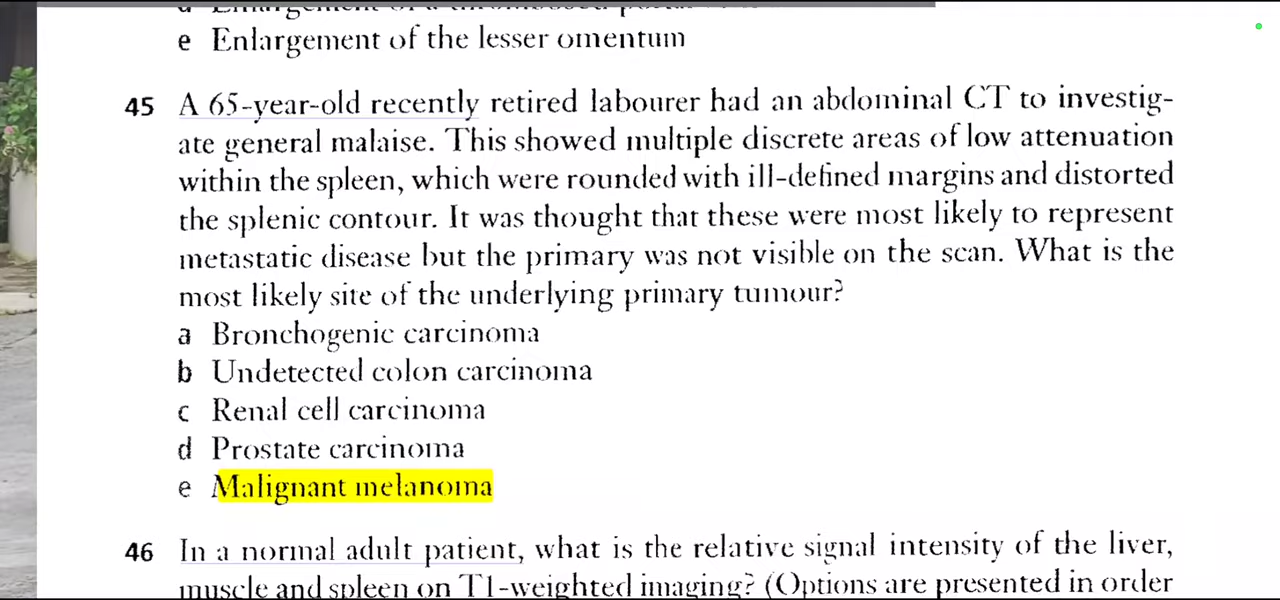 e Enlargement of the lesser omentum
45 A 65-year-old recently retired labourer had an abdominal CT to investig-
ate general malaise. This showed multiple discrete areas of low attenuation
within the spleen, which were rounded with ill-defined margins and distorted
the splenic contour. It was thought that these were most likely to represent
metastatic disease but the primary was not visible on the scan. What is the
most likely site of the underlying primary tumour?
a Bronchogenic carcinoma
b Undetected colon carcinoma
c Renal cell carcinoma
d Prostate carcinoma
e Malignant melanoma
46 In a normal adult patient, what is the relative signal intensity of the liver,
muscle and spleen on T1-weighted imaging? (Options are presented in order